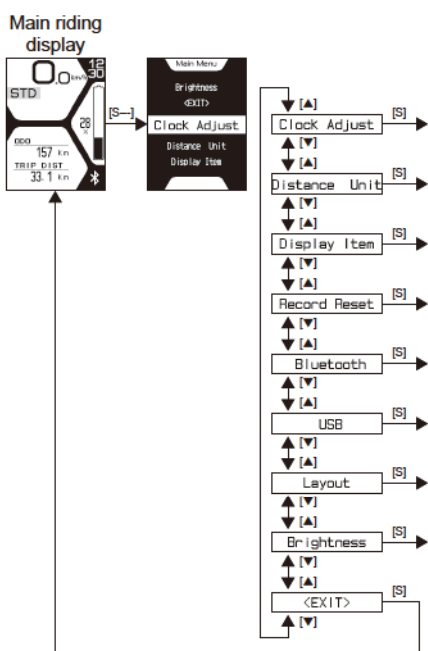 Main riding
display
0.0 km/h
12
30
STD
28
ODO
157 km
TRIP DIST
33.1 km
[S—]
Main Menu
Brightness
<EXIT>
Clock Adjust
Distance Unit
Display Item
[▲]
Clock Adjust
[S]
[▼]
[▲]
Distance Unit
[S]
[▼]
[▲]
Display Item
[S]
[▼]
[▲]
Record Reset
[S]
[▼]
[▲]
Bluetooth
[S]
[▼]
[▲]
USB
[S]
[▼]
[▲]
Layout
[S]
[▼]
[▲]
Brightness
[S]
[▼]
[▲]
<EXIT>
[S]
[▼]